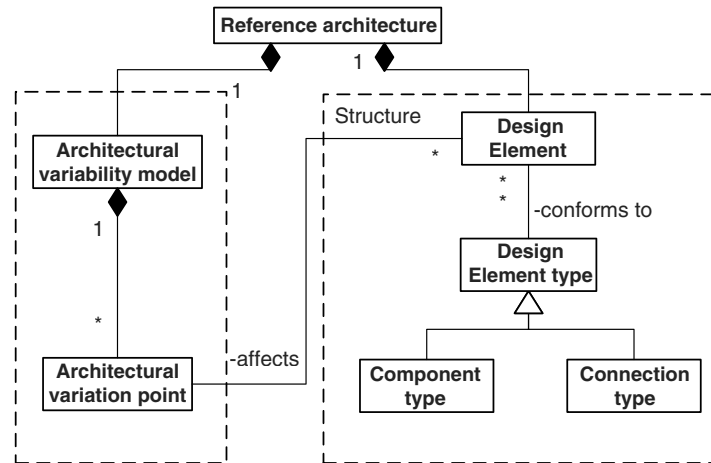 Reference architecture
1
1
Structure
Architectural
variability model
Design
Element
*
*
*
1
-conforms to
Design
Element type
*
-affects
Architectural
variation point
Component
type
Connection
type